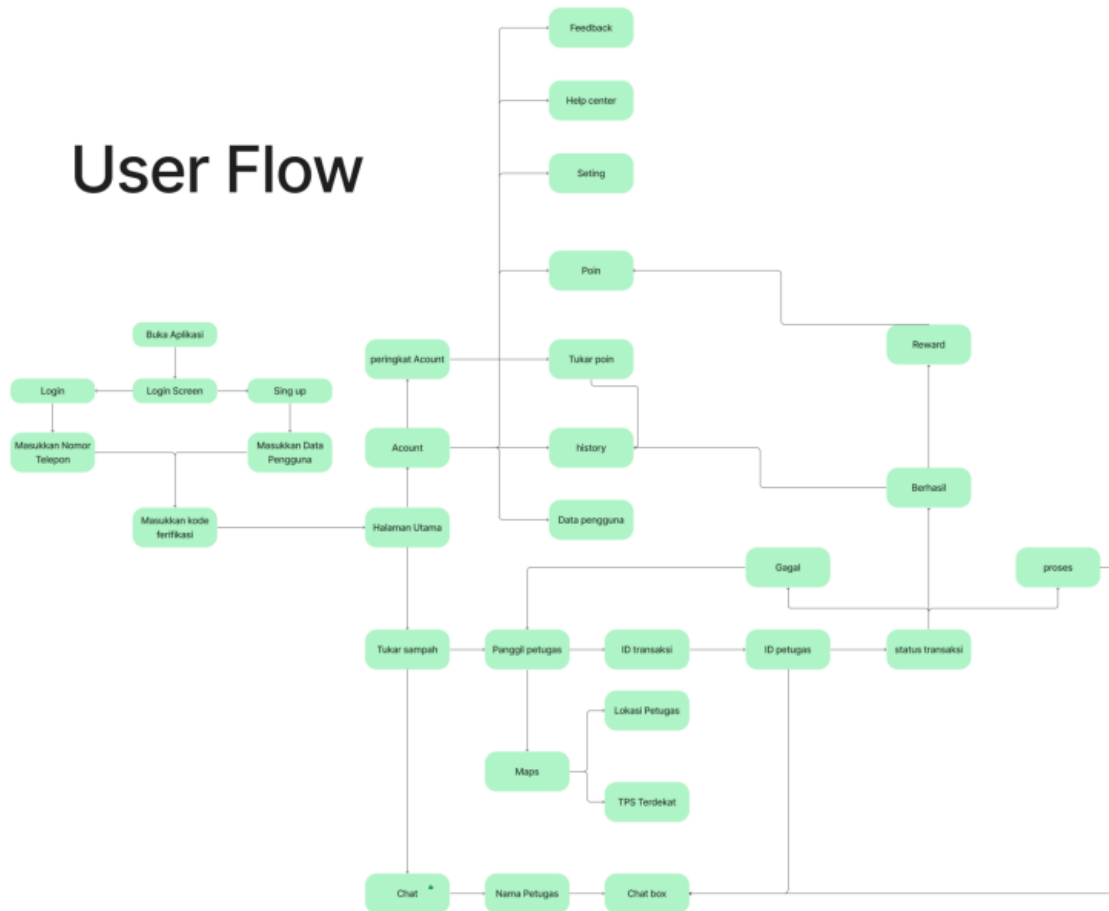 Feedback
Help center
User Flow
Seting
Poin
Buka Aplikasi
Reward
peringkat Acount
Tukar poin
Login
Login Screen
Sing up
Masukkan Nomor
Telepon
Masukkan Data
Pengguna
Acount
history
Berhasil
Masukkan kode
ferifikasi
Halaman Utama
Data pengguna
Gagal
proses
Tukar sampah
Panggil petugas
ID transaksi
ID petugas
status transaksi
Lokasi Petugas
Maps
TPS Terdekat
Chat
Nama Petugas
Chat box